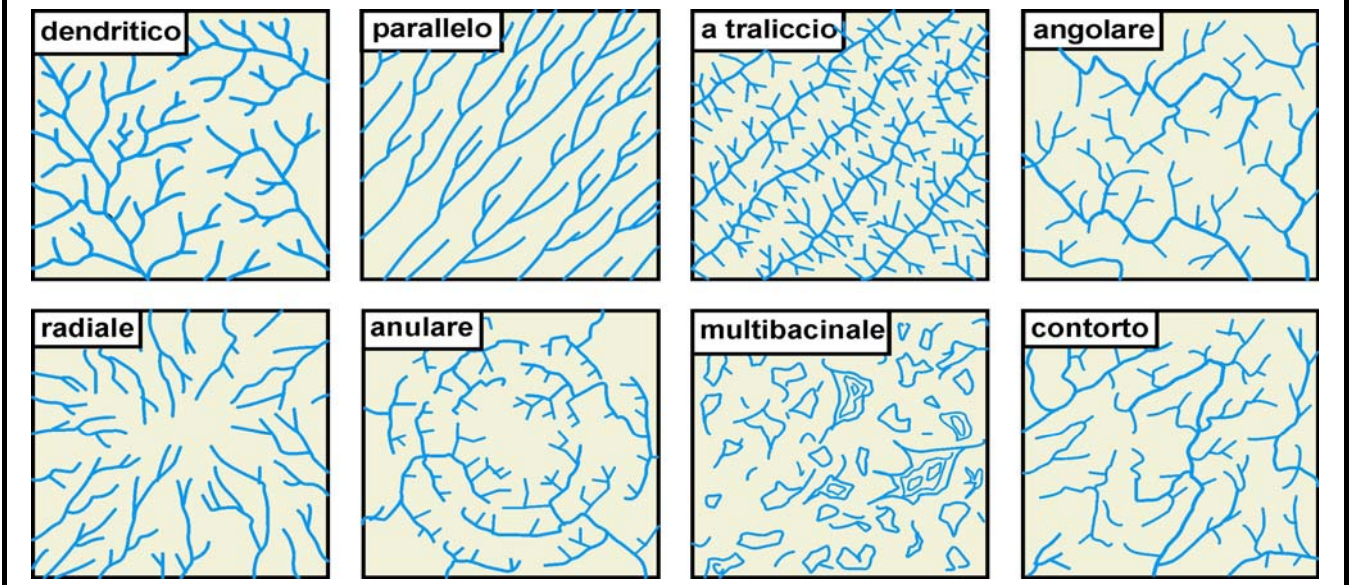 dendritico
parallelo
a traliccio
angolare
radiale
anulare
multibacinale
contorto